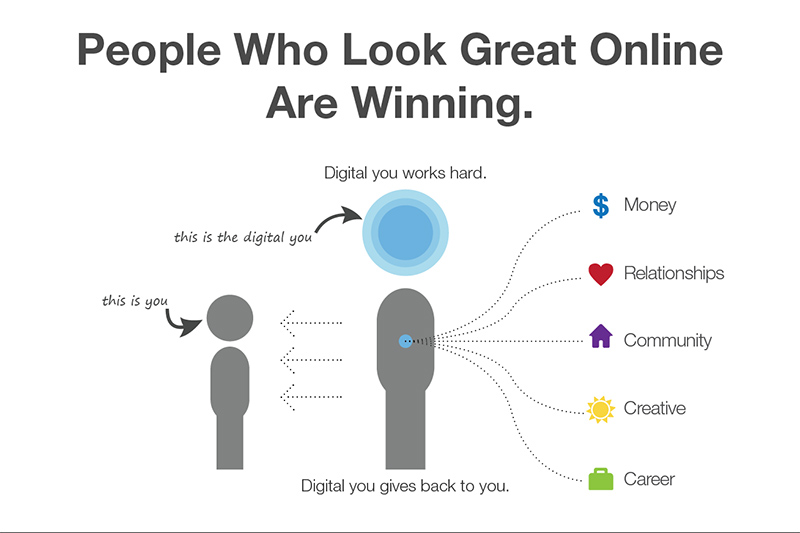 People Who Look Great Online
Are Winning.
Digital you works hard.
this is the digital you
this is you
$ Money
Relationships
Community
Creative
Career
Digital you gives back to you.